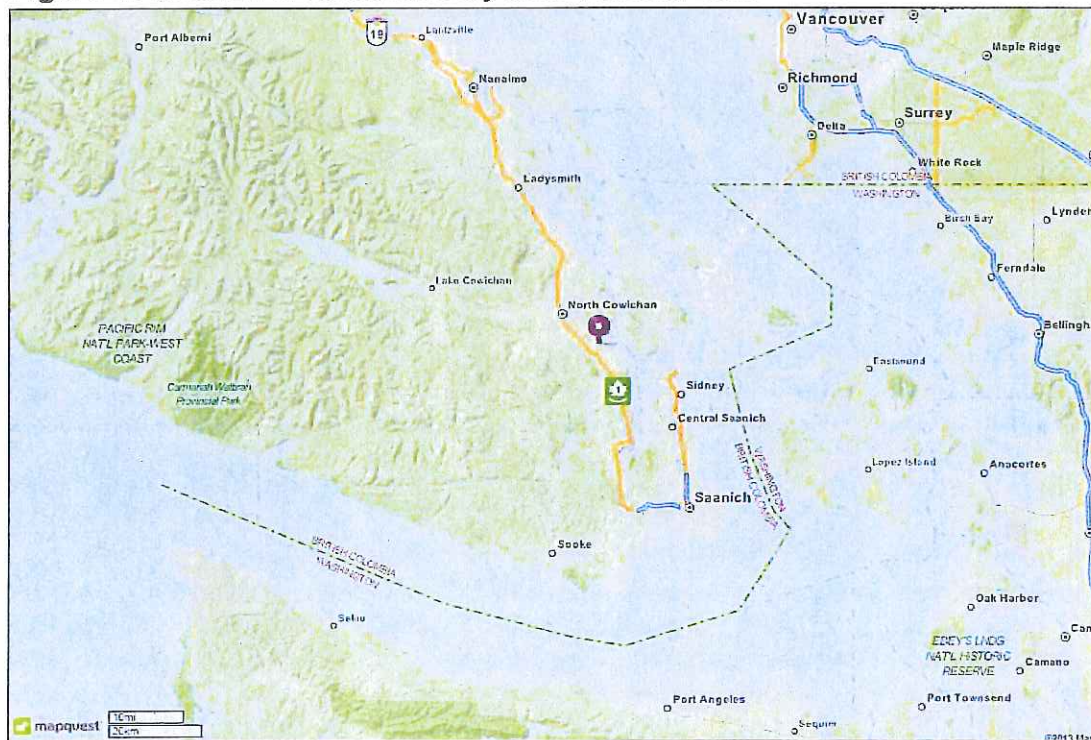 Port Alberni
19
Lantzville
Vancouver
Maple Ridge
Nanaimo
Richmond
Surrey
Delta
White Rock
BRITISH COLUMBIA
WASHINGTON
Ladysmith
Birch Bay
Lynden
Lake Cowichan
Ferndale
North Cowichan
PACIFIC RIM
NAT'L PARK-WEST
COAST
Bellingh
Eastsound
Carmanah Walbran
Provincial Park
1
Sidney
Central Saanich
WASHINGTON
BRITISH COLUMBIA
Lopez Island
Anacortes
Saanich
Sooke
BRITISH COLUMBIA
WASHINGTON
Oak Harbor
Sekiu
Cam
EBEY'S LNDG
NAT'L HISTORIC
RESERVE
Camano
Port Angeles
Port Townsend
Sequim
mapquest
10mi
20km